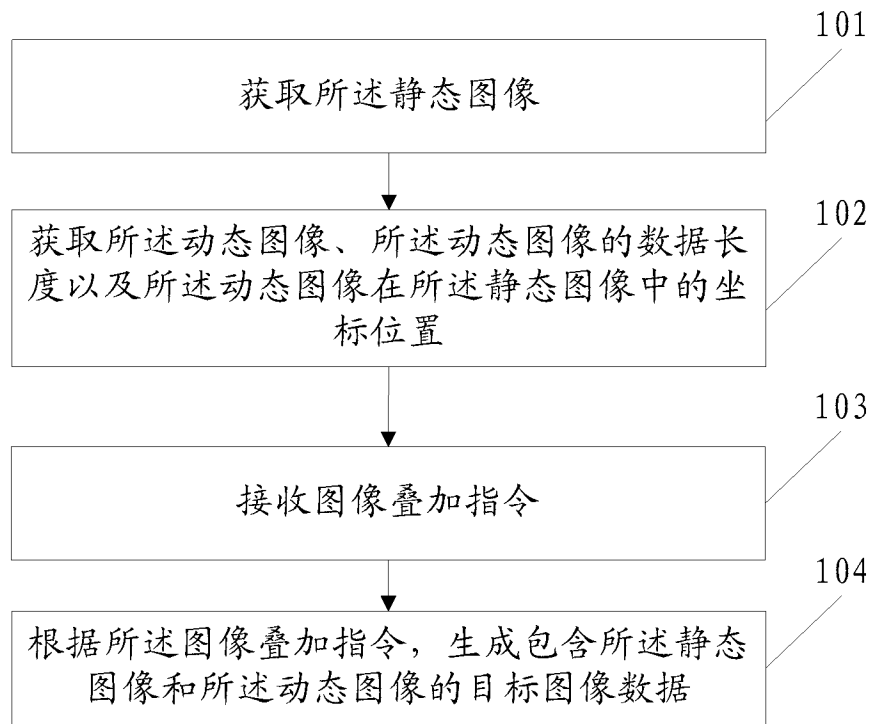 101
获取所述静态图像
102
获取所述动态图像、所述动态图像的数据长
度以及所述动态图像在所述静态图像中的坐
标位置
103
接收图像叠加指令
104
根据所述图像叠加指令，生成包含所述静态
图像和所述动态图像的目标图像数据